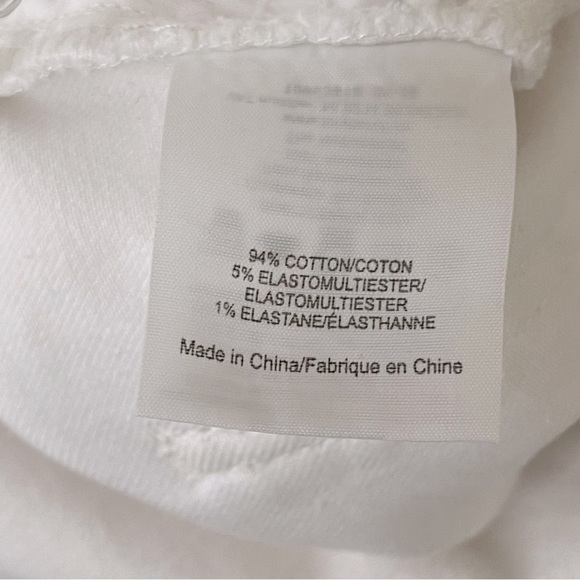 94% COTTON/COTON
5% ELASTOMULTIESTER/
ELASTOMULTIESTER
1% ELASTANE/ÉLASTHANNE
Made in China/Fabrique en Chine